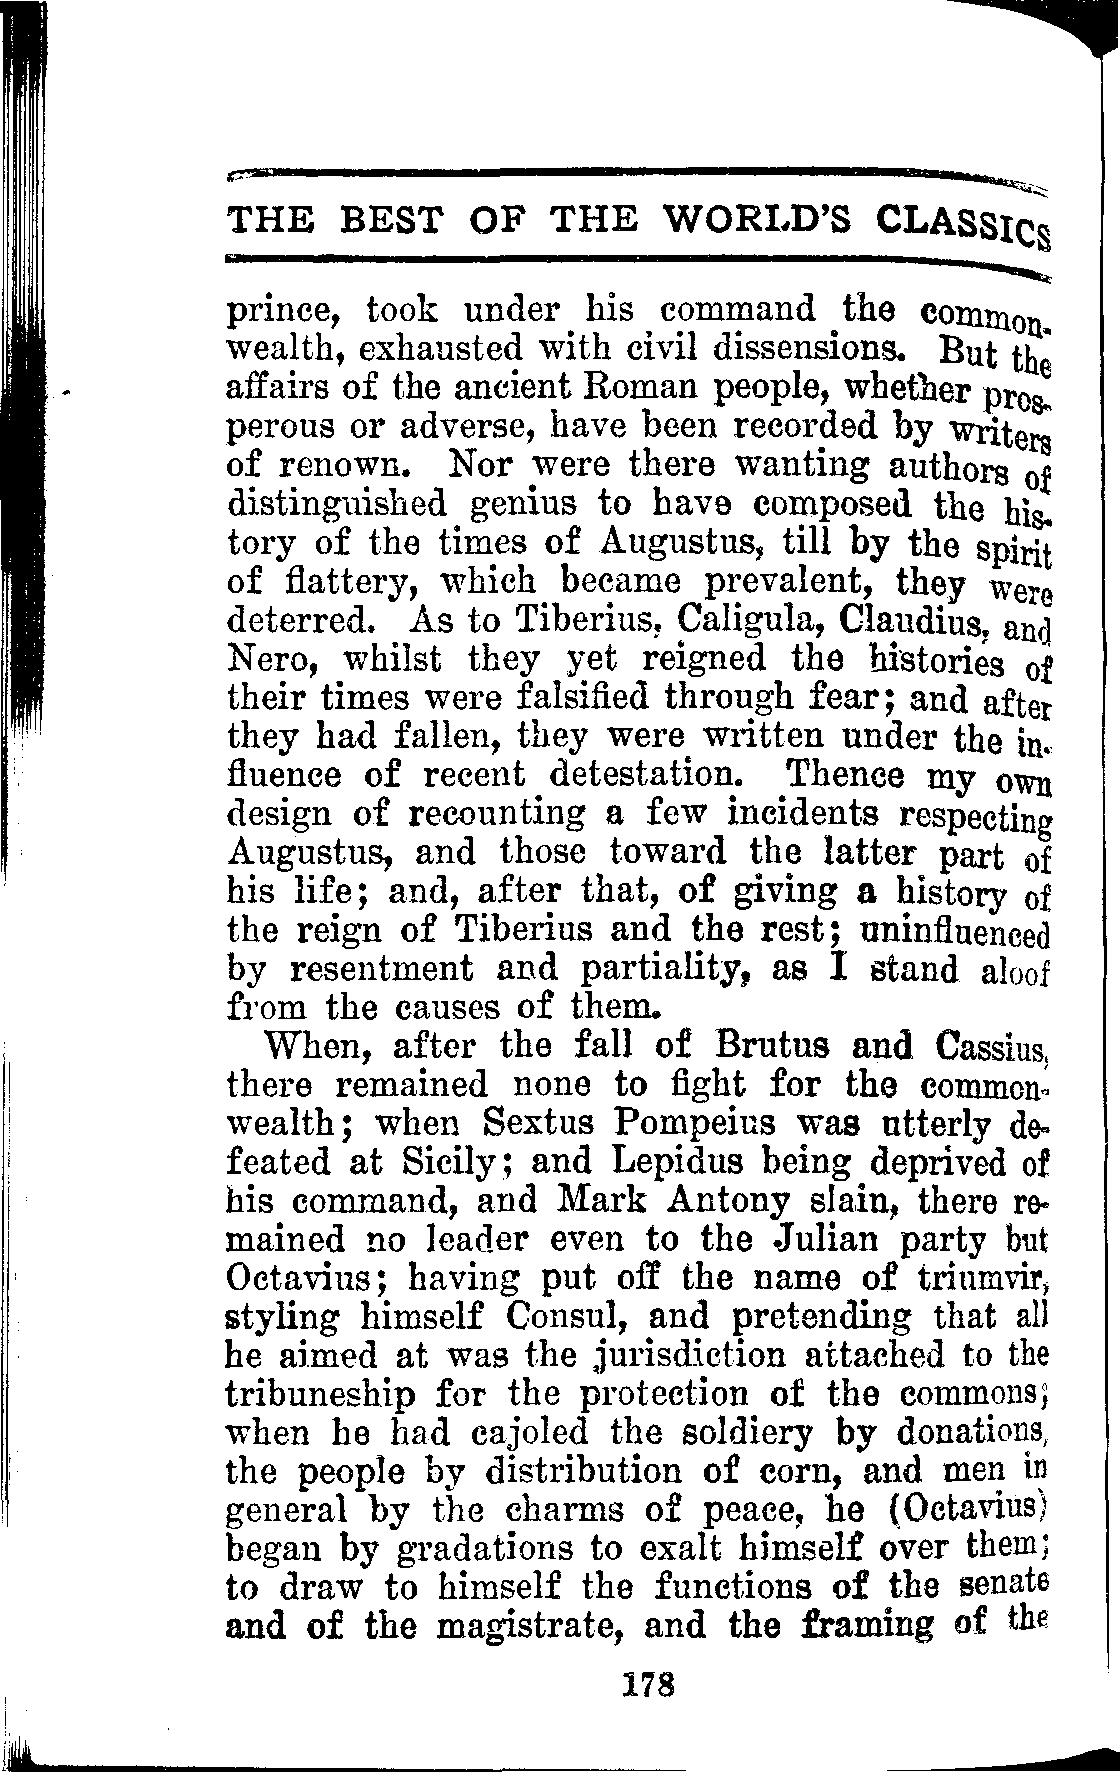 THE BEST OF THE WORLD'S CLASSICS
prince, took under his command the common-
wealth, exhausted with civil dissensions. But the
affairs of the ancient Roman people, whether pros-
perous or adverse, have been recorded by writers
of renown. Nor were there wanting authors of
distinguished genius to have composed the his-
tory of the times of Augustus, till by the spirit
of flattery, which became prevalent, they were
deterred. As to Tiberius, Caligula, Claudius, and
Nero, whilst they yet reigned the histories of
their times were falsified through fear; and after
they had fallen, they were written under the in-
fluence of recent detestation. Thence my own
design of recounting a few incidents respecting
Augustus, and those toward the latter part of
his life; and, after that, of giving a history of
the reign of Tiberius and the rest; uninfluenced
by resentment and partiality, as I stand aloof
from the causes of them.
When, after the fall of Brutus and Cassius,
there remained none to fight for the common-
wealth; when Sextus Pompeius was utterly de-
feated at Sicily; and Lepidus being deprived of
his command, and Mark Antony slain, there re-
mained no leader even to the Julian party but
Octavius; having put off the name of triumvir,
styling himself Consul, and pretending that all
he aimed at was the jurisdiction attached to the
tribuneship for the protection of the commons;
when he had cajoled the soldiery by donations,
the people by distribution of corn, and men in
general by the charms of peace, he (Octavius)
began by gradations to exalt himself over them;
to draw to himself the functions of the senate
and of the magistrate, and the framing of the
178